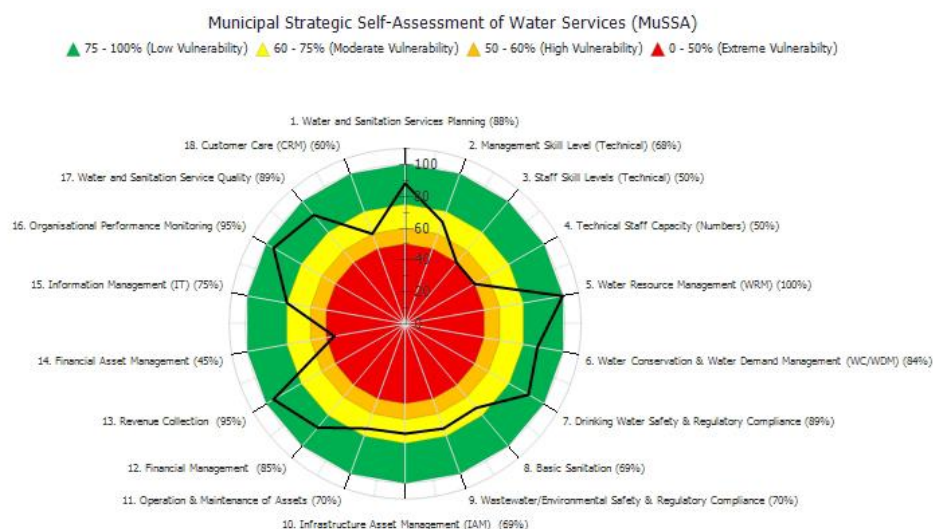 Municipal Strategic Self-Assessment of Water Services (MuSSA)
75 - 100% (Low Vulnerability) 60 - 75% (Moderate Vulnerability) 50 - 60% (High Vulnerability) 0 - 50% (Extreme Vulnerabilty)
1. Water and Sanitation Services Planning (88%)
18. Customer Care (CRM) (60%)
2. Management Skill Level (Technical) (68%)
17. Water and Sanitation Service Quality (89%)
3. Staff Skill Levels (Technical) (50%)
16. Organisational Performance Monitoring (95%)
4. Technical Staff Capacity (Numbers) (50%)
15. Information Management (IT) (75%)
5. Water Resource Management (WRM) (100%)
14. Financial Asset Management (45%)
6. Water Conservation & Water Demand Management (WC/WDM) (84%)
13. Revenue Collection (95%)
7. Drinking Water Safety & Regulatory Compliance (89%)
12. Financial Management (85%)
8. Basic Sanitation (69%)
11. Operation & Maintenance of Assets (70%)
9. Wastewater/Environmental Safety & Regulatory Compliance (70%)
10. Infrastructure Asset Management (IAM) (69%)
100
80
60
40
20
0